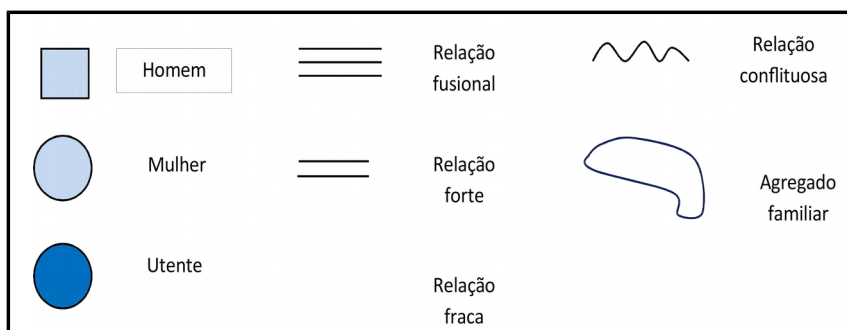 Homem
Relação
fusional
Relação
conflituosa
Mulher
Relação
forte
Agregado
familiar
Utente
Relação
fraca